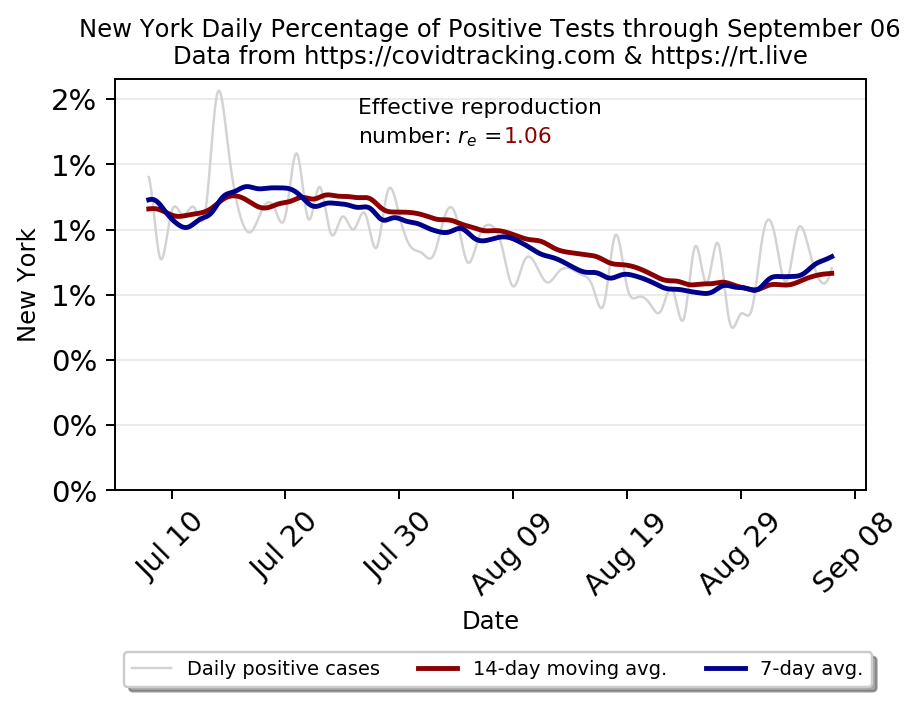 New York Daily Percentage of Positive Tests through September 06
Data from https://covidtracking.com & https://rt.live
Effective reproduction
number: rₑ =1.06
New York
2%
1%
1%
1%
0%
0%
0%
Jul 10
Jul 20
Jul 30
Aug 09
Aug 19
Aug 29
Sep 08
Date
Daily positive cases
14-day moving avg.
7-day avg.